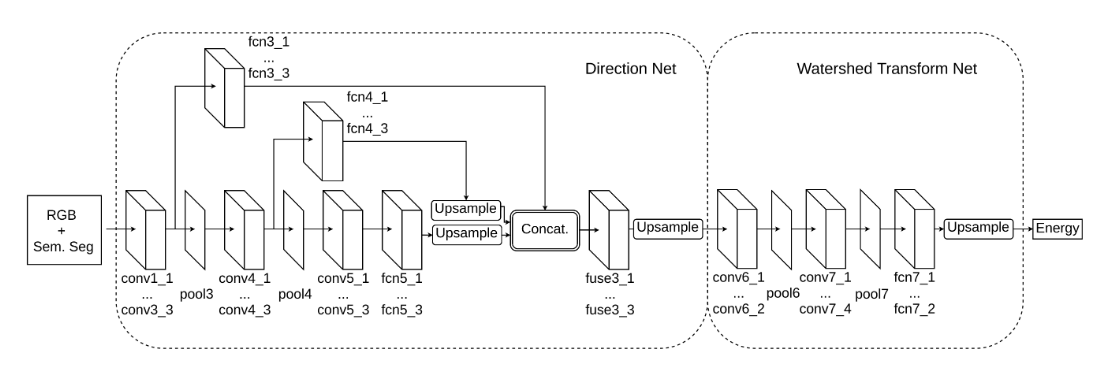 fcn3_1
...
fcn3_3
Direction Net
Watershed Transform Net
fcn4_1
...
fcn4_3
RGB
+
Sem. Seg
Upsample
Upsample
Concat.
Upsample
Upsample
Energy
conv1_1
...
conv3_3
pool3
conv4_1
...
conv4_3
pool4
conv5_1
...
conv5_3
fcn5_1
...
fcn5_3
fuse3_1
...
fuse3_3
conv6_1
...
conv6_2
pool6
conv7_1
...
conv7_4
pool7
fcn7_1
...
fcn7_2